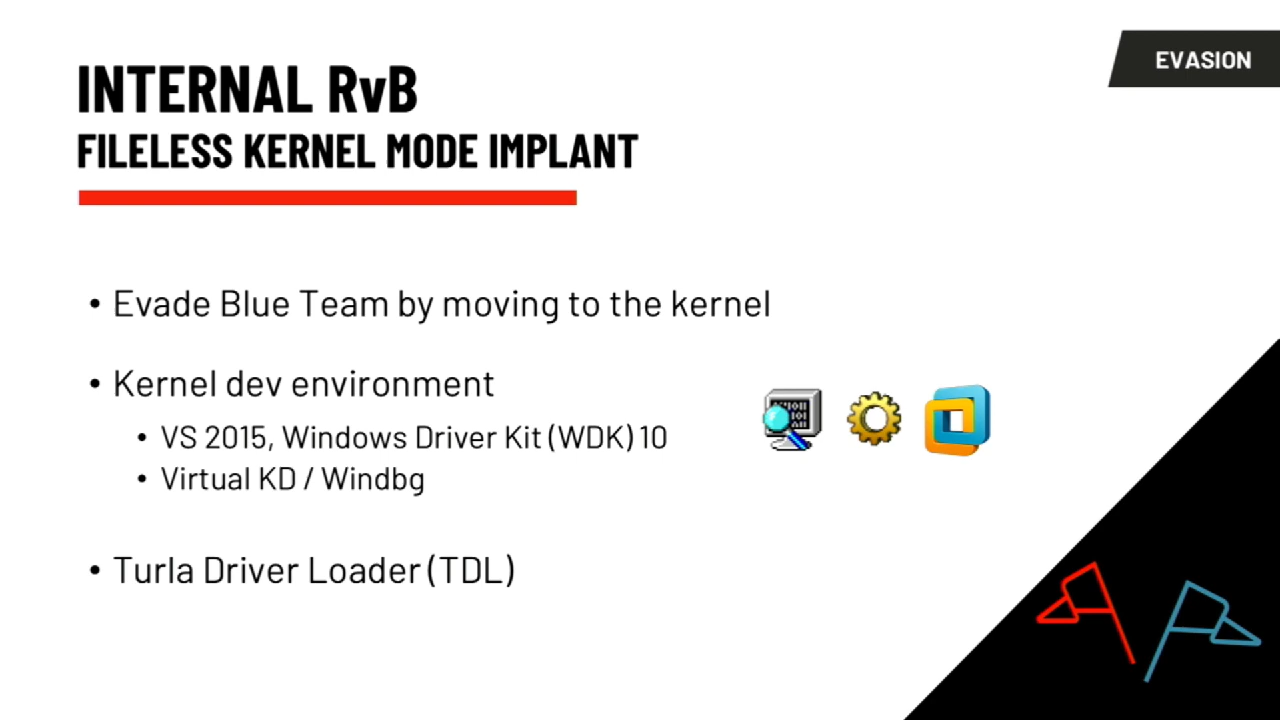 EVASION
INTERNAL RvB
FILELESS KERNEL MODE IMPLANT
• Evade Blue Team by moving to the kernel
• Kernel dev environment
• VS 2015, Windows Driver Kit (WDK) 10
• Virtual KD / Windbg
• Turla Driver Loader (TDL)